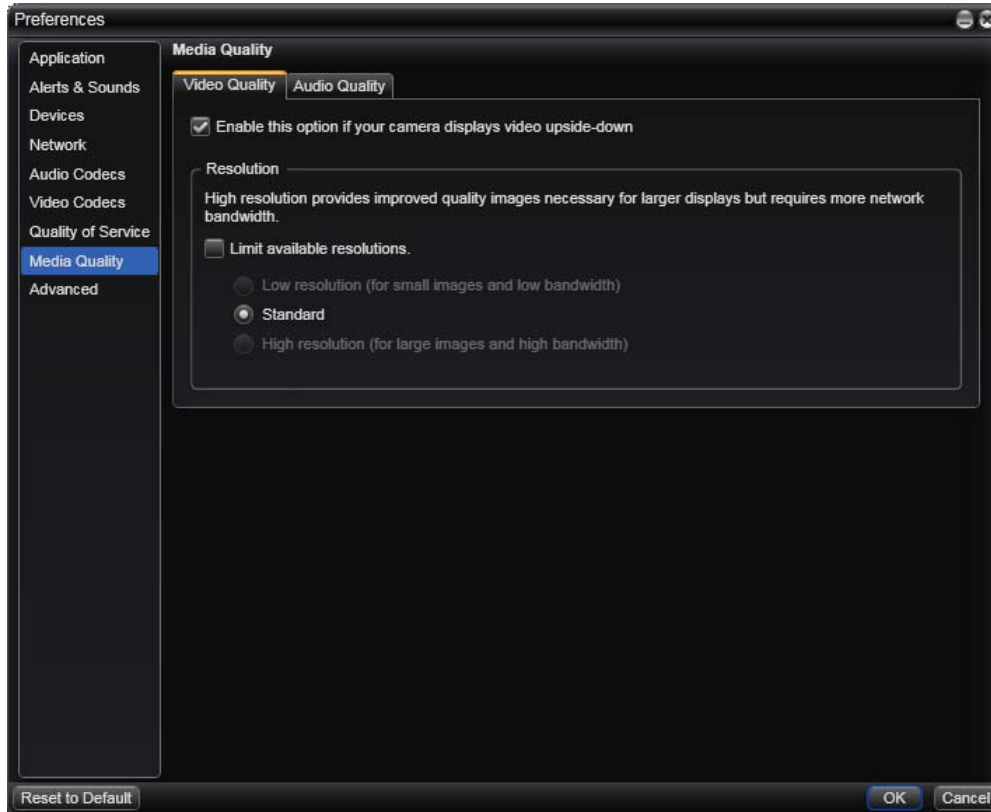 Preferences
Application
Alerts & Sounds
Devices
Network
Audio Codecs
Video Codecs
Quality of Service
Media Quality
Advanced
Media Quality
Video Quality
Audio Quality
Enable this option if your camera displays video upside-down
Resolution
High resolution provides improved quality images necessary for larger displays but requires more network
bandwidth.
Limit available resolutions.
Low resolution (for small images and low bandwidth)
Standard
High resolution (for large images and high bandwidth)
Reset to Default
OK
Cancel